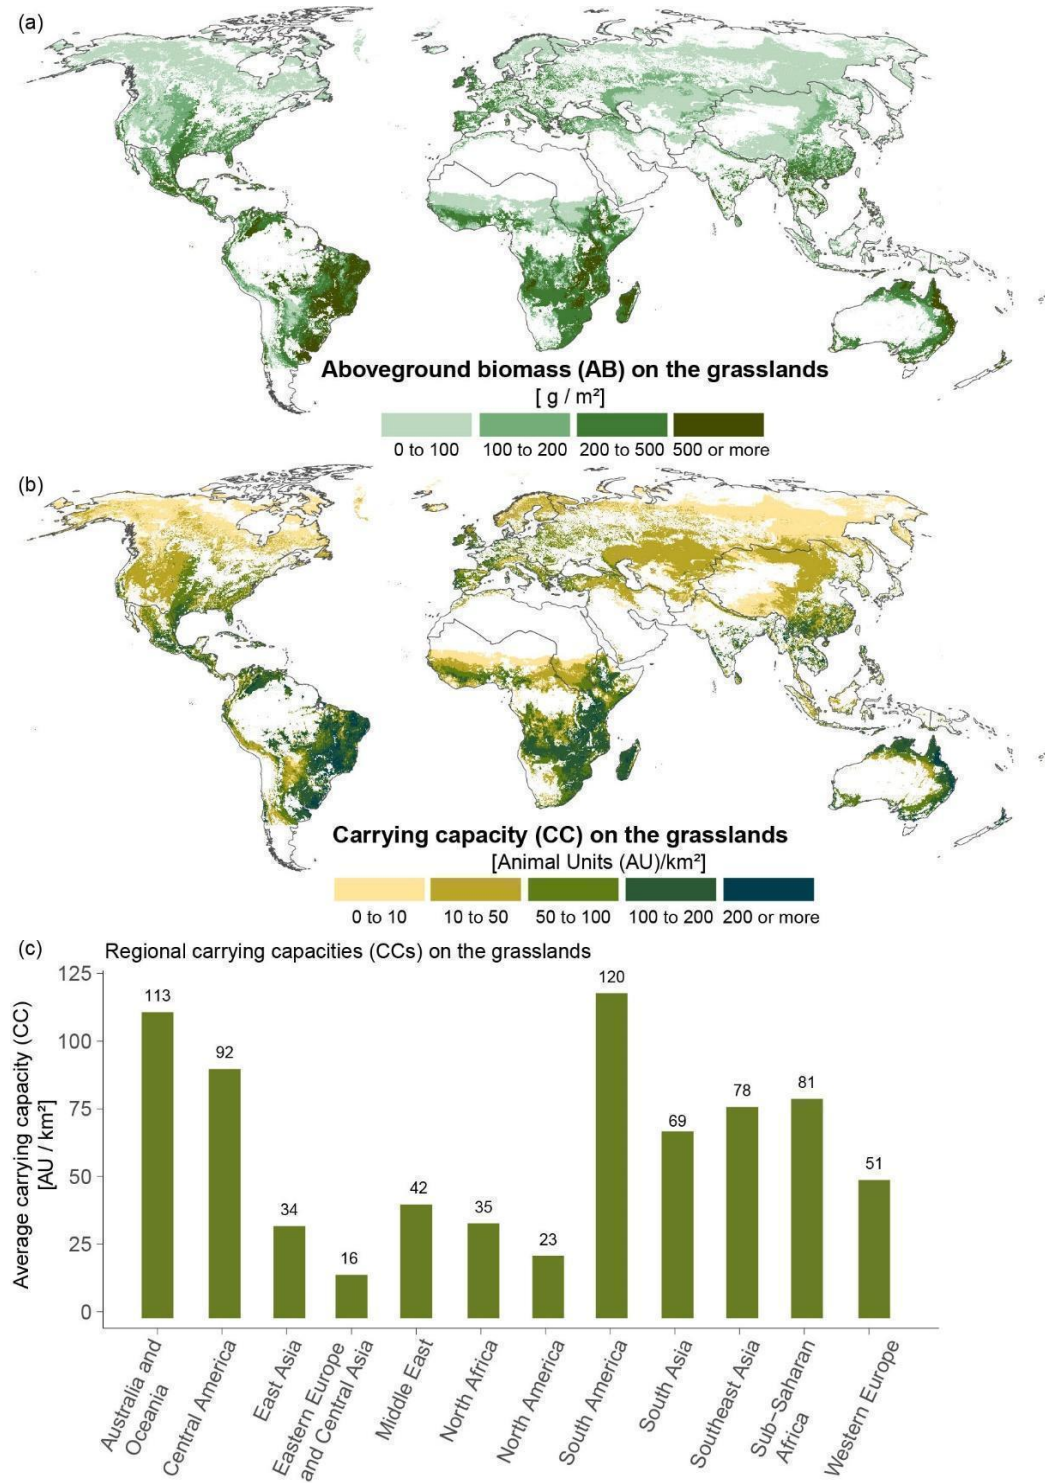 (a)
Aboveground biomass (AB) on the grasslands
[ g / m²]
0 to 100
100 to 200
200 to 500
500 or more
(b)
Carrying capacity (CC) on the grasslands
[Animal Units (AU)/km²]
0 to 10
10 to 50
50 to 100
100 to 200
200 or more
(c)
Regional carrying capacities (CCs) on the grasslands
Average carrying capacity (CC)
[AU / km²]
125
100
75
50
25
0
113
92
34
16
42
35
23
120
69
78
81
51
Australia and
Oceania
Central America
East Asia
Eastern Europe
and Central Asia
Middle East
North Africa
North America
South America
South Asia
Southeast Asia
Sub−Saharan
Africa
Western Europe